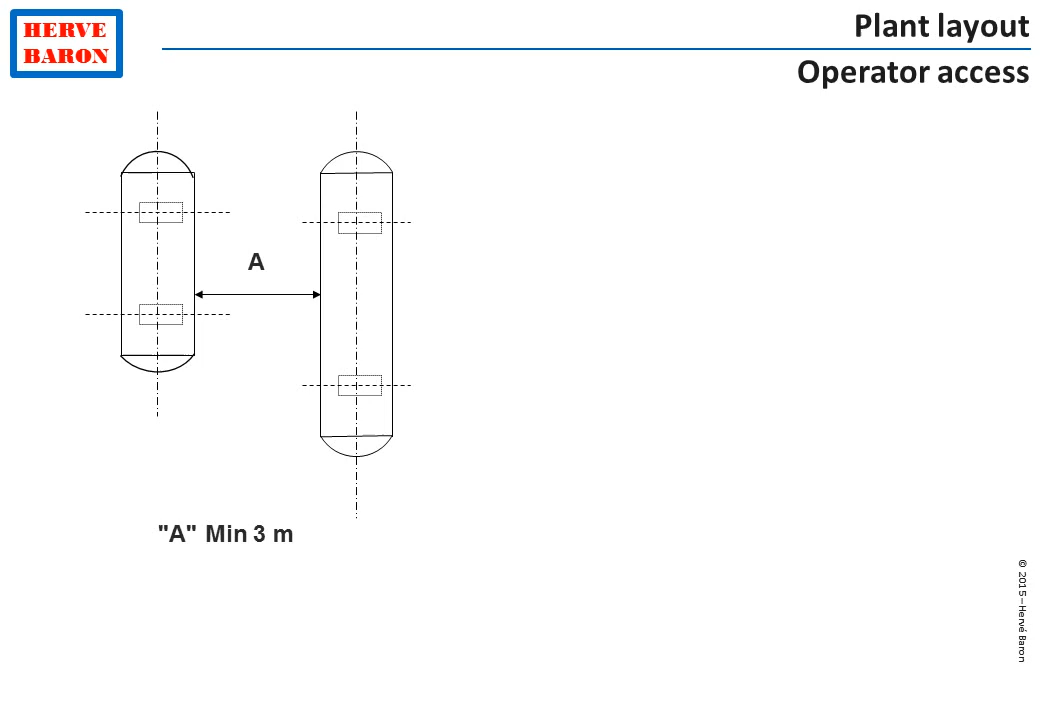 HERVE
BARON
Plant layout
Operator access
A
"A" Min 3 m
© 2015 – Hervé Baron